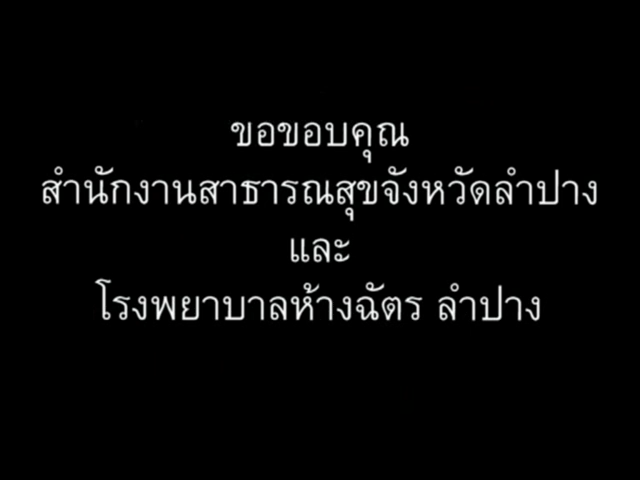 ขอขอบคุณ
สำนักงานสาธารณสุขจังหวัดลำปาง
และ
โรงพยาบาลห้างฉัตร ลำปาง